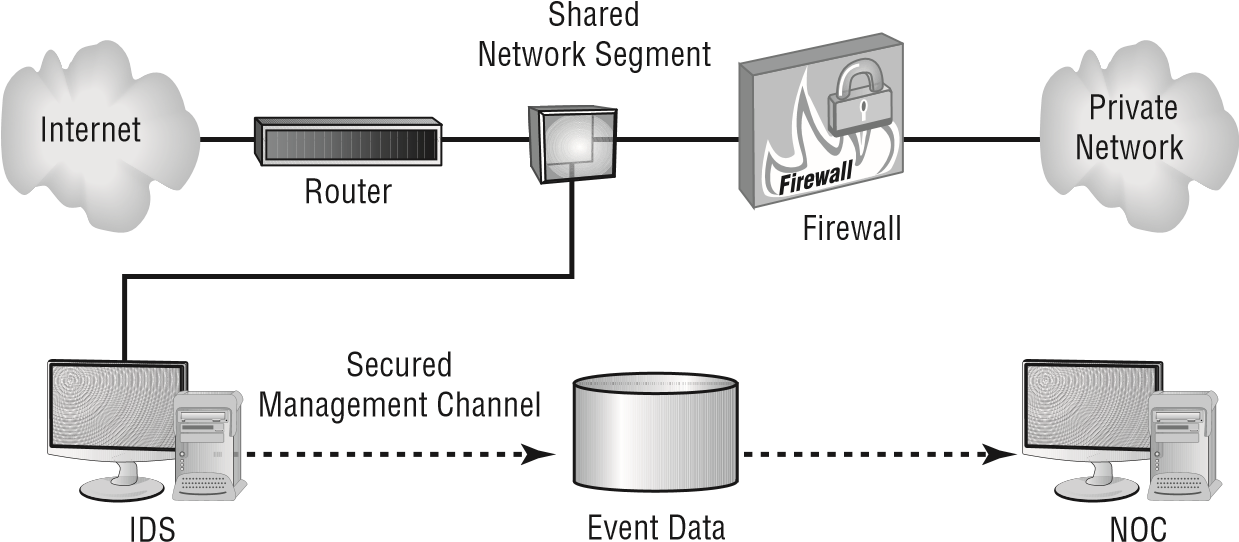 Shared
Network Segment
Internet
Router
Firewall
Firewall
Private
Network
Secured
Management Channel
IDS
Event Data
NOC